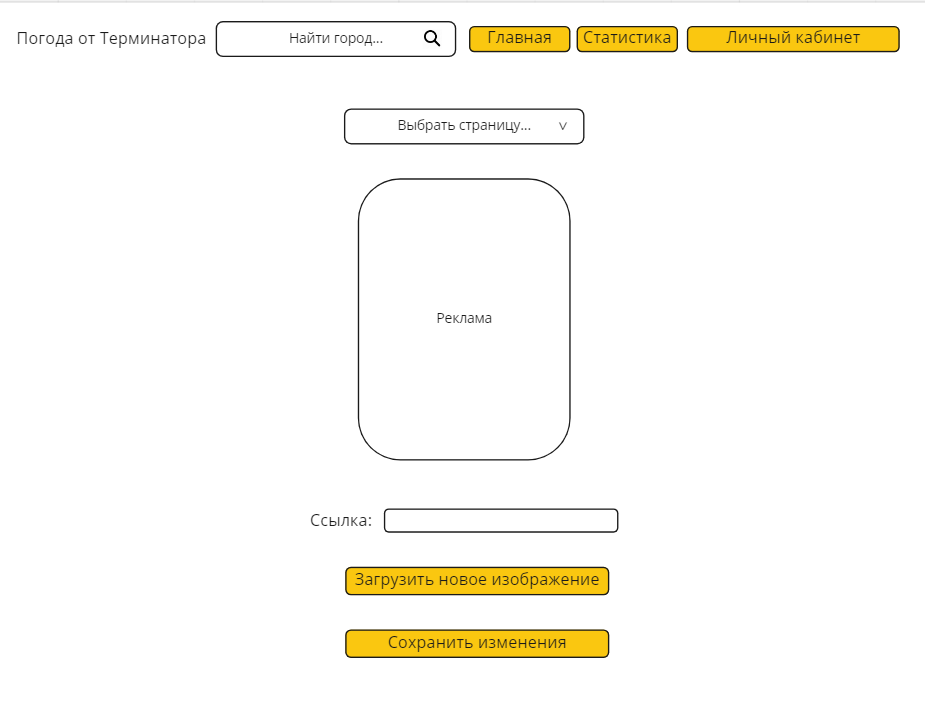 Погода от Терминатора
Найти город...
Главная
Статистика
Личный кабинет
Выбрать страницу...
Реклама
Ссылка:
Загрузить новое изображение
Сохранить изменения